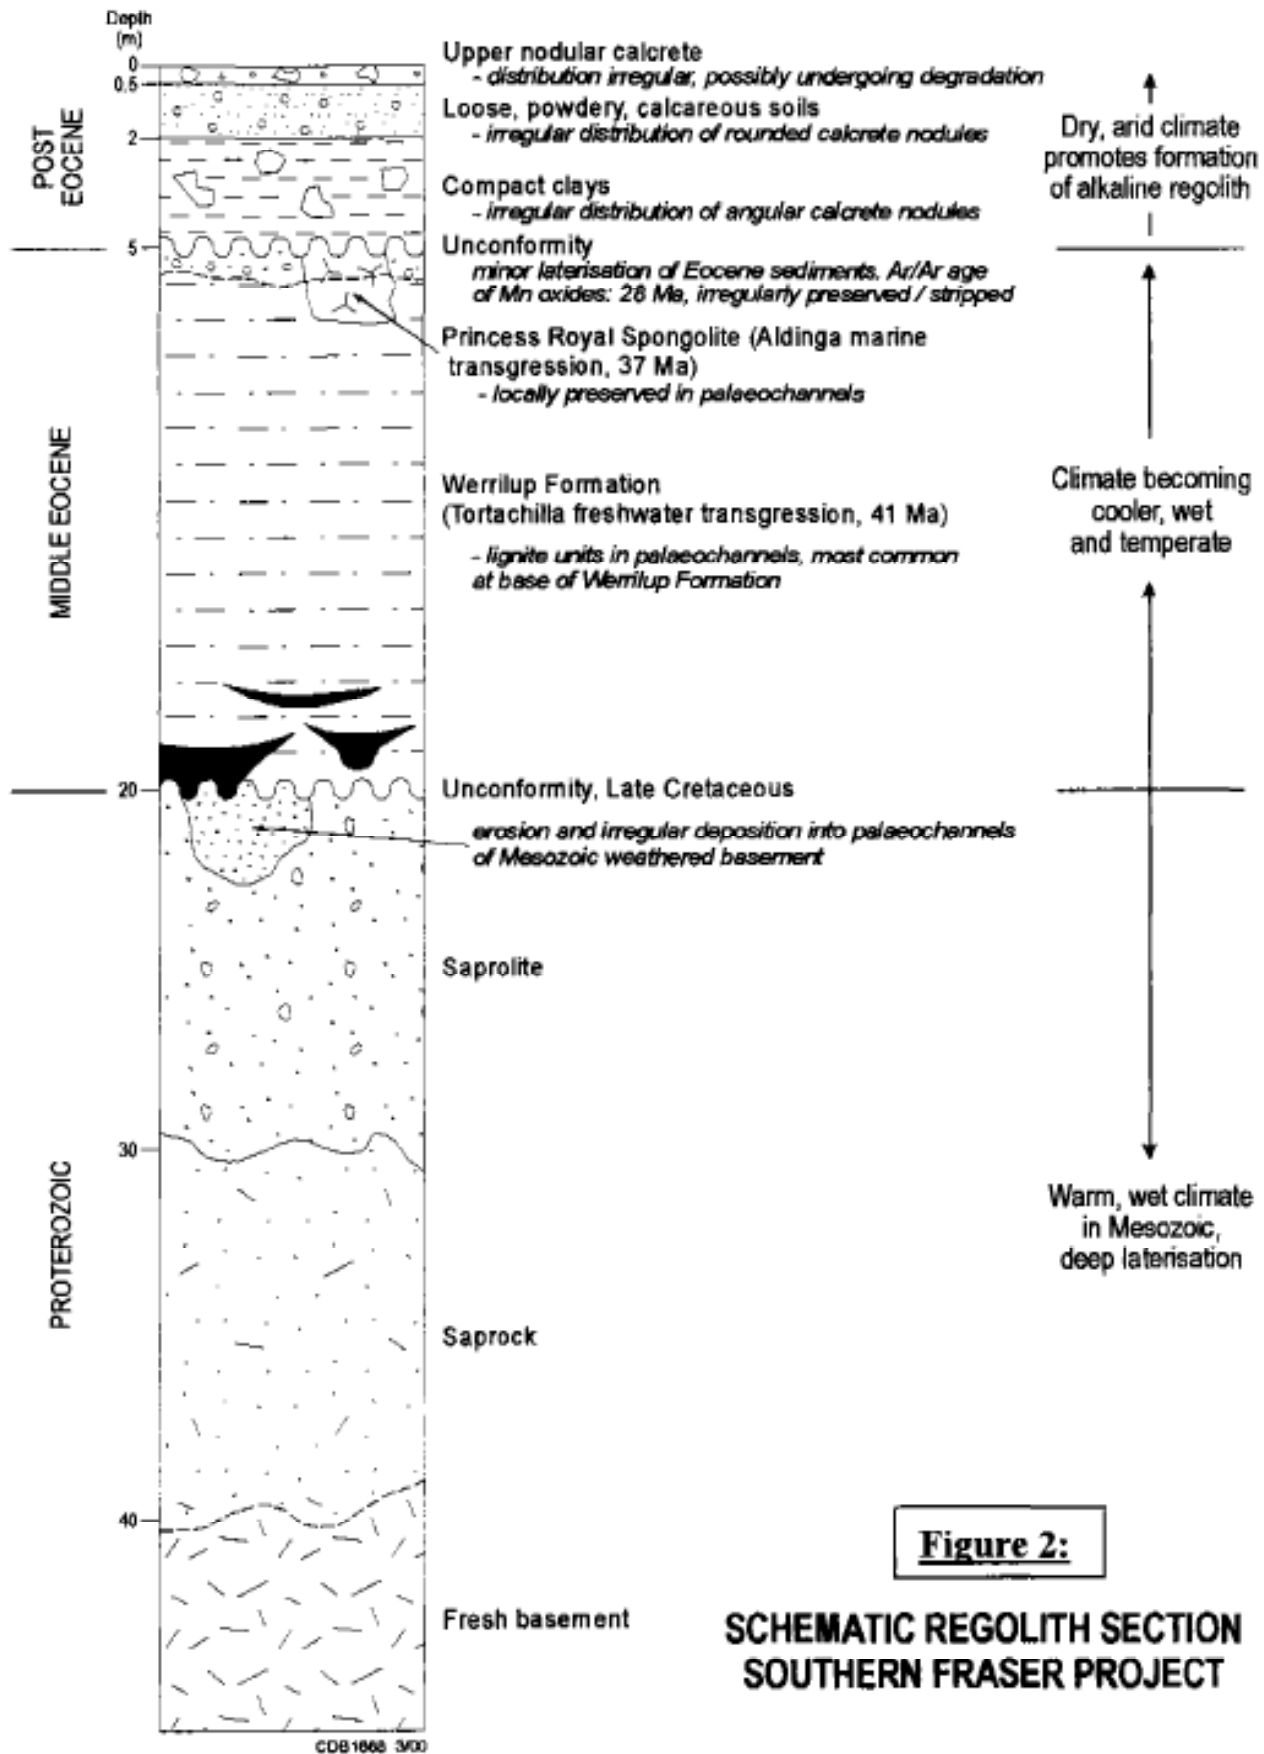 Depth
(m)
0
0.5
2
5
20
30
40
POST
EOCENE
MIDDLE EOCENE
PROTEROZOIC
Upper nodular calcrete
- distribution irregular, possibly undergoing degradation
Loose, powdery, calcareous soils
- irregular distribution of rounded calcrete nodules
Compact clays
- irregular distribution of angular calcrete nodules
Unconformity
minor laterisation of Eocene sediments. Ar/Ar age
of Mn oxides: 28 Ma, irregularly preserved / stripped
Princess Royal Spongolite (Aldinga marine
transgression, 37 Ma)
- locally preserved in palaeochannels
Werrilup Formation
(Tortachilla freshwater transgression, 41 Ma)
- lignite units in palaeochannels, most common
at base of Werrilup Formation
Unconformity, Late Cretaceous
erosion and irregular deposition into palaeochannels
of Mesozoic weathered basement
Saprolite
Saprock
Fresh basement
Dry, arid climate
promotes formation
of alkaline regolith
Climate becoming
cooler, wet
and temperate
Warm, wet climate
in Mesozoic,
deep laterisation
Figure 2:
SCHEMATIC REGOLITH SECTION
SOUTHERN FRASER PROJECT
CDB1668 3/00